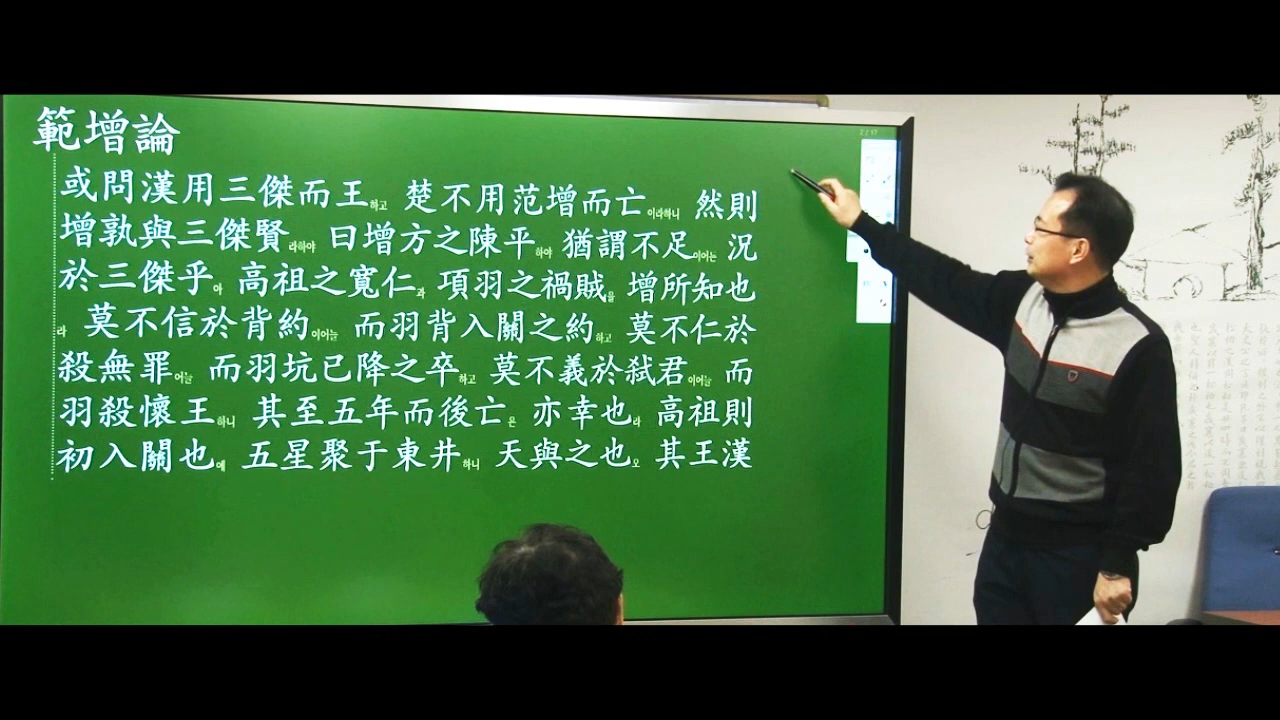 範增論
或問漢用三傑而王하고 楚不用范增而亡이라하니 然則
增孰與三傑賢라하야 曰增方之陳平하야 猶謂不足이어는 況
於三傑乎아 高祖之寬仁과 項羽之禍賊을 增所知也
라 莫不信於背約이어늘 而羽背入關之約하고 莫不仁於
殺無罪어늘 而羽坑已降之卒하고 莫不義於弑君이어늘 而
羽殺懷王하니 其至五年而後亡은 亦幸也라 高祖則
初入關也에 五星聚于東井하니 天與之也오 其王漢
2 / 17